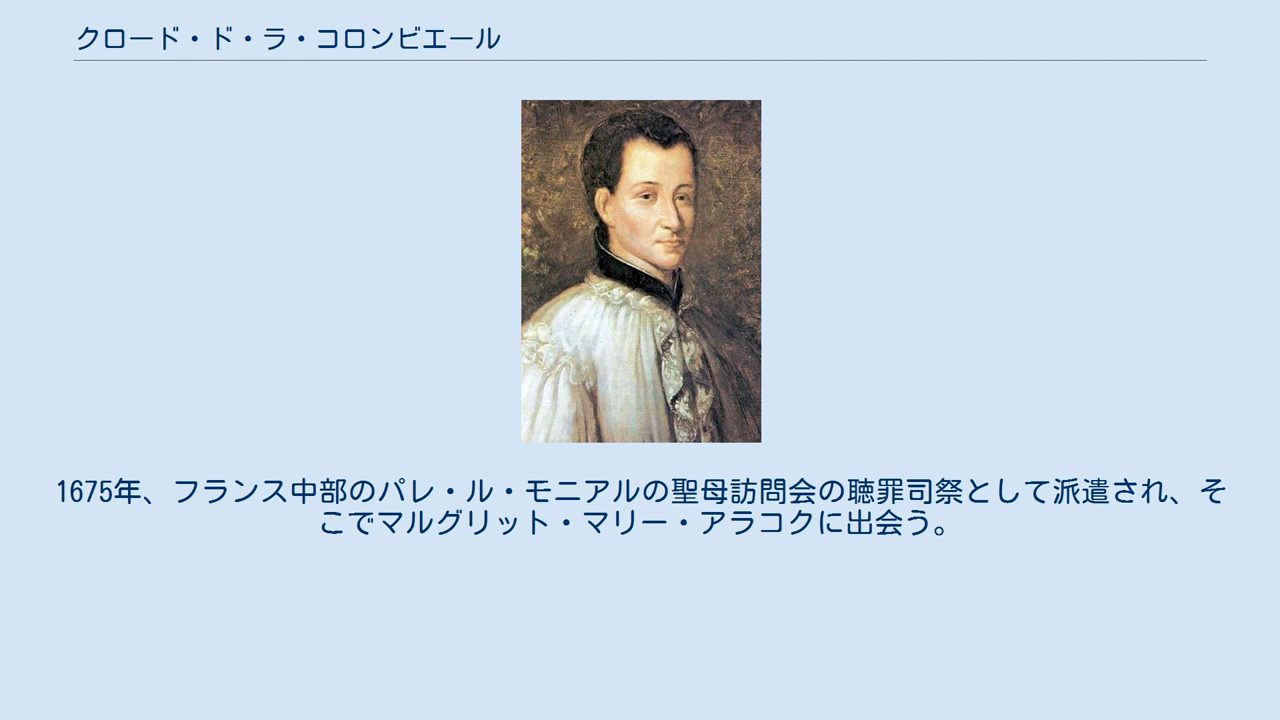 クロード・ド・ラ・コロンビエール
1675年、フランス中部のパレ・ル・モニアルの聖母訪問会の聴罪司祭として派遣され、そ
こでマルグリット・マリー・アラコクに出会う。